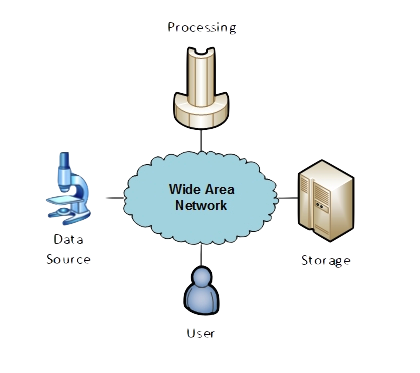 Processing
Wide Area
Network
Data
Source
Storage
User